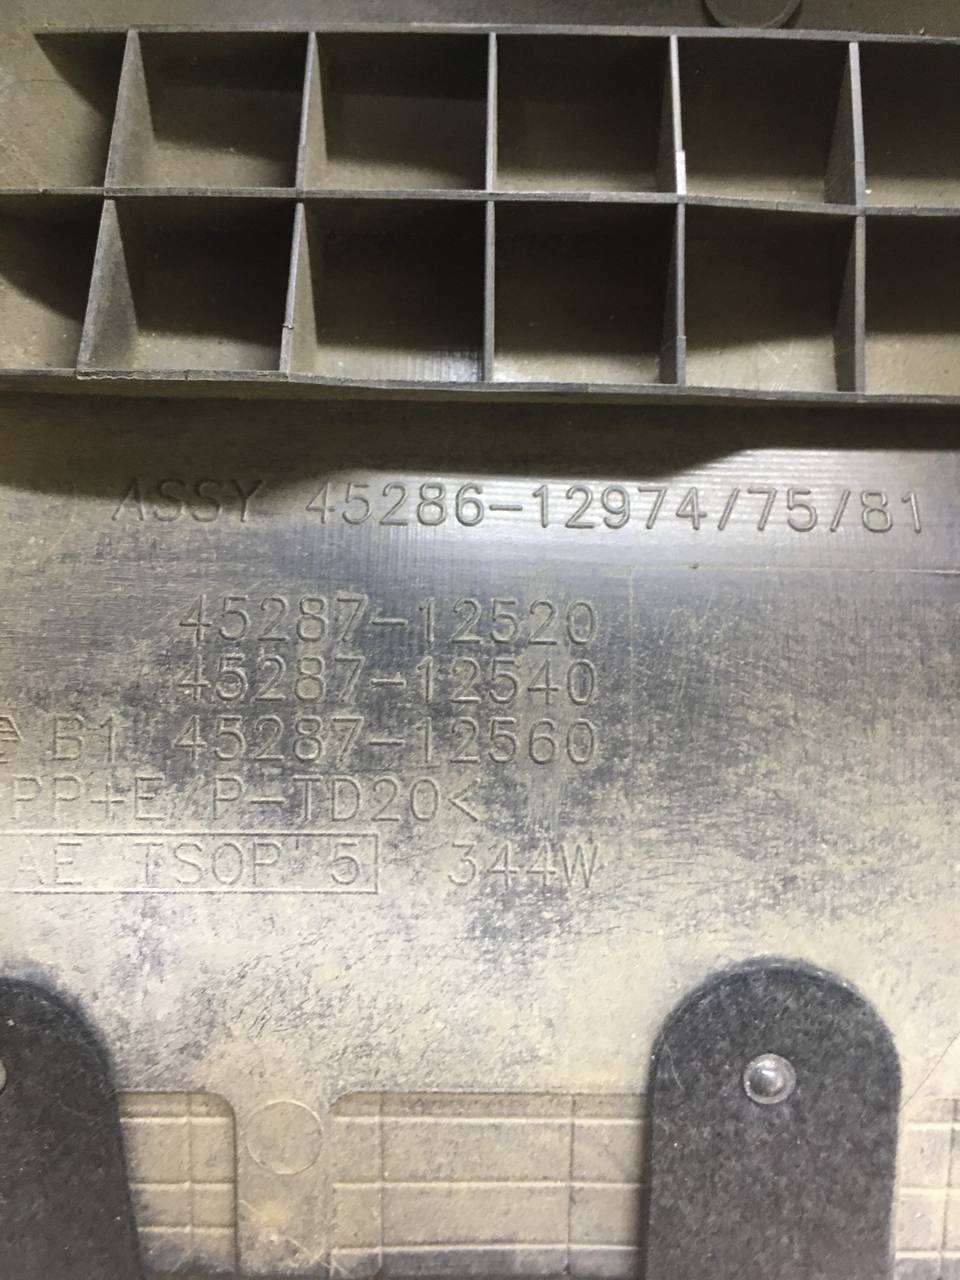 ASSY 45286-12974/75/81
45287-12520
45287-12540
B1 45287-12560
PP+E/P-TD20<
AE TSOP 5 344W